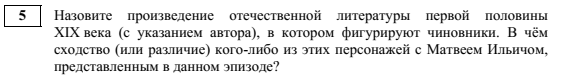 5 Назовите произведение отечественной литературы первой половины
XIX века (с указанием автора), в котором фигурируют чиновники. В чём
сходство (или различие) кого-либо из этих персонажей с Матвеем Ильичом,
представленным в данном эпизоде?